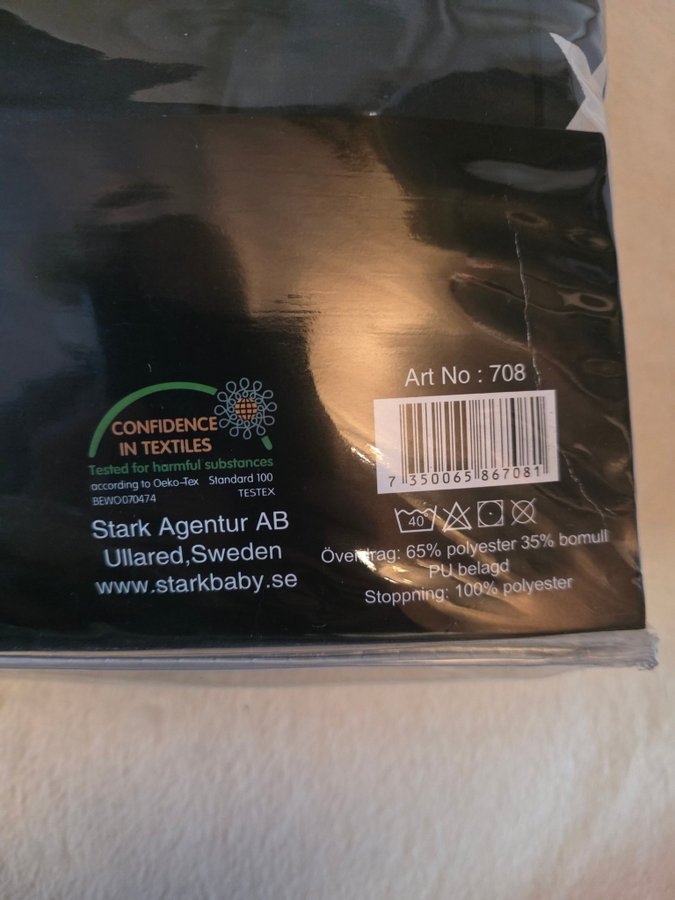 Art No : 708
7 350065 867081
CONFIDENCE
IN TEXTILES
Tested for harmful substances
according to Oeko-Tex Standard 100
BEWO070474 TESTEX
Stark Agentur AB
Ullared,Sweden
www.starkbaby.se
40°
Överdrag: 65% polyester 35% bomull
PU belagd
Stoppning: 100% polyester